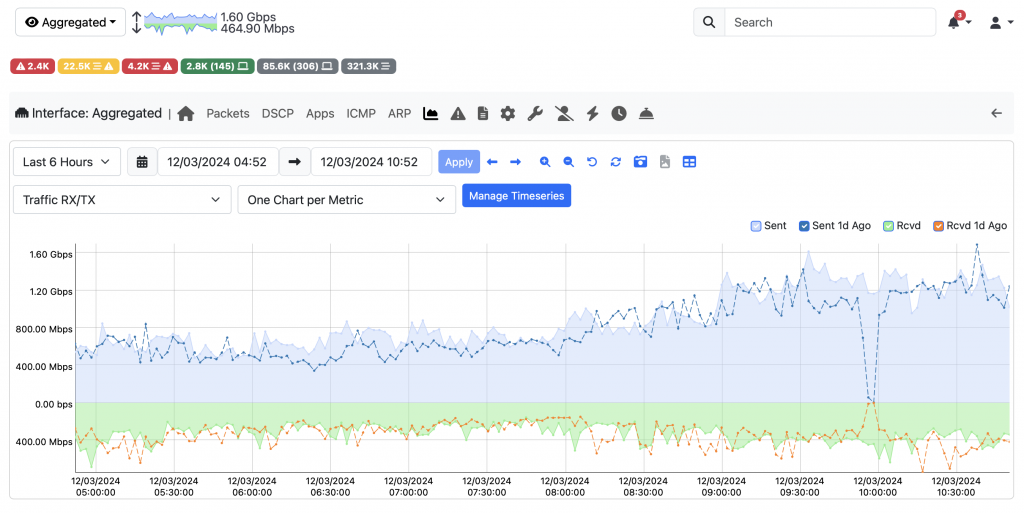 Aggregated
1.60 Gbps
464.90 Mbps
Search
3
2.4K
22.5K
4.2K
2.8K (145)
85.6K (306)
321.3K
Interface: Aggregated | Packets DSCP Apps ICMP ARP
Last 6 Hours 12/03/2024 04:52 12/03/2024 10:52 Apply
Traffic RX/TX One Chart per Metric Manage Timeseries
Sent Sent 1d Ago Rcvd Rcvd 1d Ago
1.60 Gbps
1.20 Gbps
800.00 Mbps
400.00 Mbps
0.00 bps
400.00 Mbps
12/03/2024 12/03/2024 12/03/2024 12/03/2024 12/03/2024 12/03/2024 12/03/2024 12/03/2024 12/03/2024 12/03/2024 12/03/2024 12/03/2024
05:00:00 05:30:00 06:00:00 06:30:00 07:00:00 07:30:00 08:00:00 08:30:00 09:00:00 09:30:00 10:00:00 10:30:00